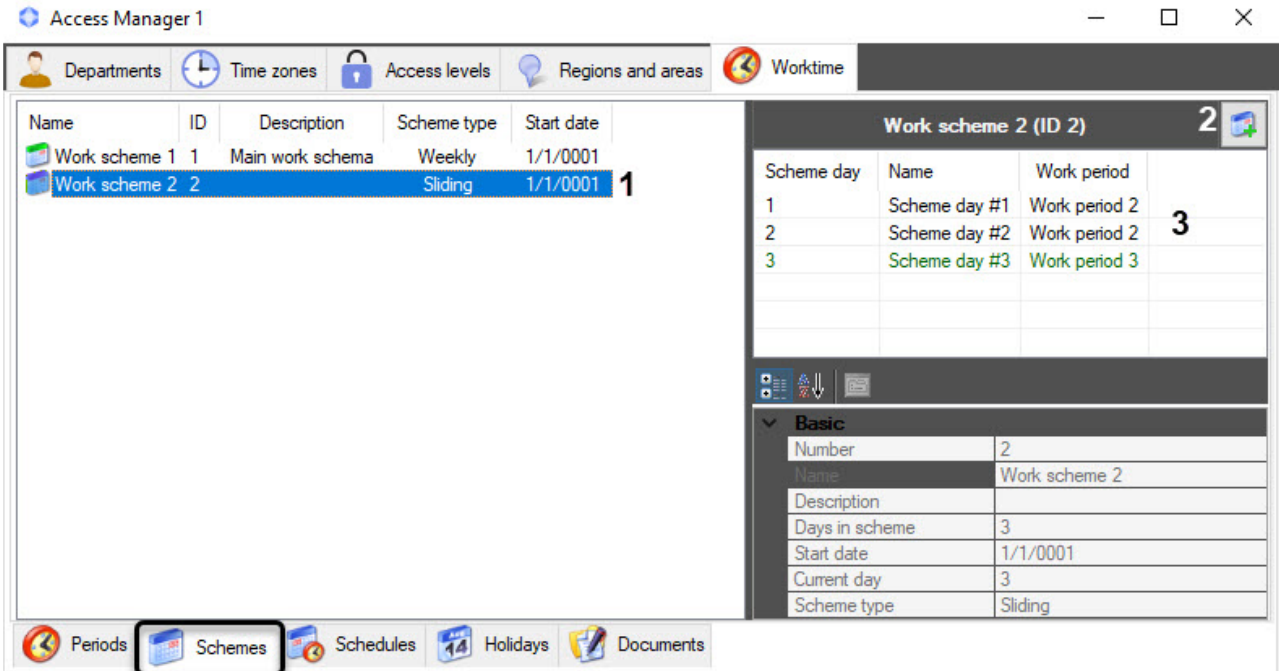 Access Manager 1
Departments Time zones Access levels Regions and areas Worktime
Name ID Description Scheme type Start date
Work scheme 1 1 Main work schema Weekly 1/1/0001
Work scheme 2 2 Sliding 1/1/0001 1
Work scheme 2 (ID 2) 2
Scheme day Name Work period
1 Scheme day #1 Work period 2
2 Scheme day #2 Work period 2
3
3 Scheme day #3 Work period 3
Basic
Number 2
Name Work scheme 2
Description
Days in scheme 3
Start date 1/1/0001
Current day 3
Scheme type Sliding
Periods Schemes Schedules 14 Holidays Documents